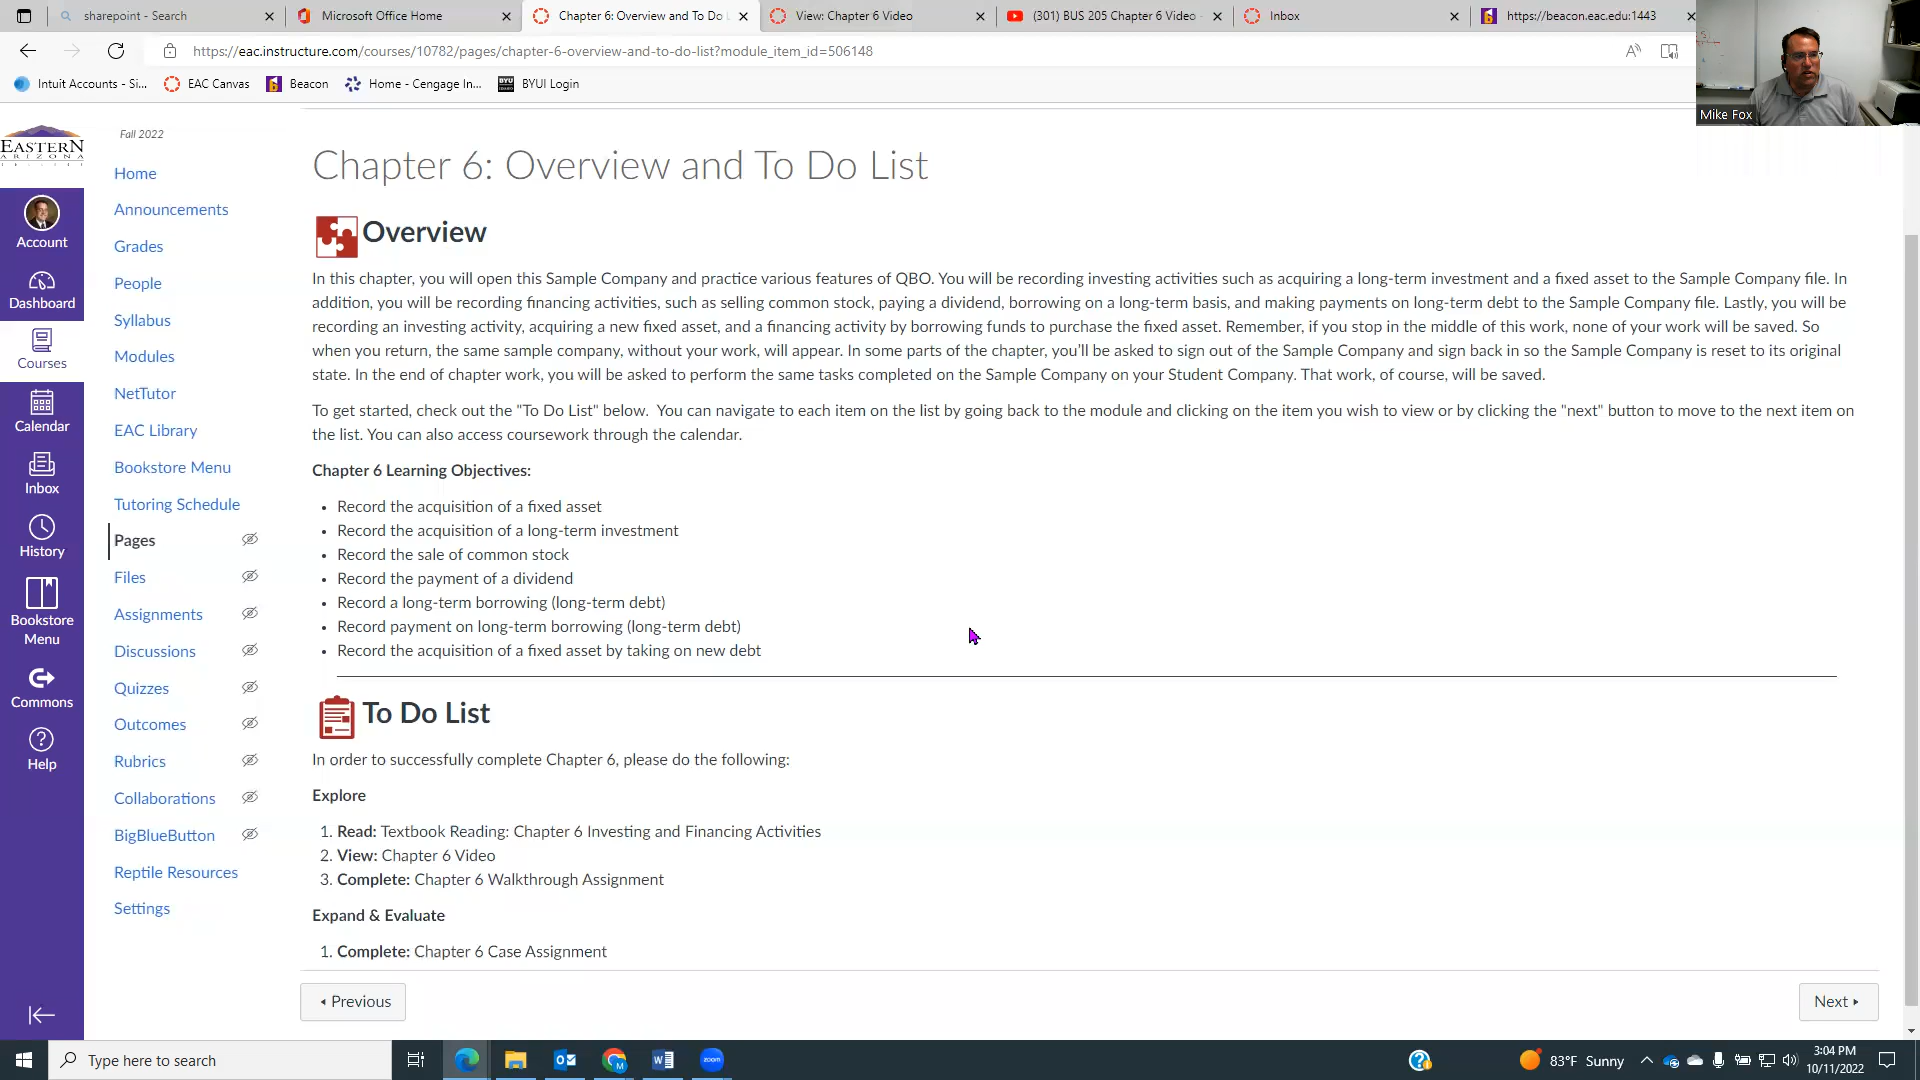 sharepoint - Search
Microsoft Office Home
Chapter 6: Overview and To Do L
View: Chapter 6 Video
(301) BUS 205 Chapter 6 Video -
Inbox
https://beacon.eac.edu:1443
https://eac.instructure.com/courses/10782/pages/chapter-6-overview-and-to-do-list?module_item_id=506148
Intuit Accounts - Si...
EAC Canvas
Beacon
Home - Cengage In...
BYU
BYUI Login
Mike Fox
EASTERN
ARIZONA
Account
Dashboard
Courses
Calendar
Inbox
History
Bookstore
Menu
Commons
Help
Fall 2022
Home
Announcements
Grades
People
Syllabus
Modules
NetTutor
EAC Library
Bookstore Menu
Tutoring Schedule
Pages
Files
Assignments
Discussions
Quizzes
Outcomes
Rubrics
Collaborations
BigBlueButton
Reptile Resources
Settings
Chapter 6: Overview and To Do List
Overview
In this chapter, you will open this Sample Company and practice various features of QBO. You will be recording investing activities such as acquiring a long-term investment and a fixed asset to the Sample Company file. In
addition, you will be recording financing activities, such as selling common stock, paying a dividend, borrowing on a long-term basis, and making payments on long-term debt to the Sample Company file. Lastly, you will be
recording an investing activity, acquiring a new fixed asset, and a financing activity by borrowing funds to purchase the fixed asset. Remember, if you stop in the middle of this work, none of your work will be saved. So
when you return, the same sample company, without your work, will appear. In some parts of the chapter, you'll be asked to sign out of the Sample Company and sign back in so the Sample Company is reset to its original
state. In the end of chapter work, you will be asked to perform the same tasks completed on the Sample Company on your Student Company. That work, of course, will be saved.
To get started, check out the "To Do List" below.  You can navigate to each item on the list by going back to the module and clicking on the item you wish to view or by clicking the "next" button to move to the next item on
the list. You can also access coursework through the calendar.
Chapter 6 Learning Objectives:
• Record the acquisition of a fixed asset
• Record the acquisition of a long-term investment
• Record the sale of common stock
• Record the payment of a dividend
• Record a long-term borrowing (long-term debt)
• Record payment on long-term borrowing (long-term debt)
• Record the acquisition of a fixed asset by taking on new debt
To Do List
In order to successfully complete Chapter 6, please do the following:
Explore
1. Read: Textbook Reading: Chapter 6 Investing and Financing Activities
2. View: Chapter 6 Video
3. Complete: Chapter 6 Walkthrough Assignment
Expand & Evaluate
1. Complete: Chapter 6 Case Assignment
Previous
Next
Type here to search
zoom
83°F Sunny
3:04 PM
10/11/2022